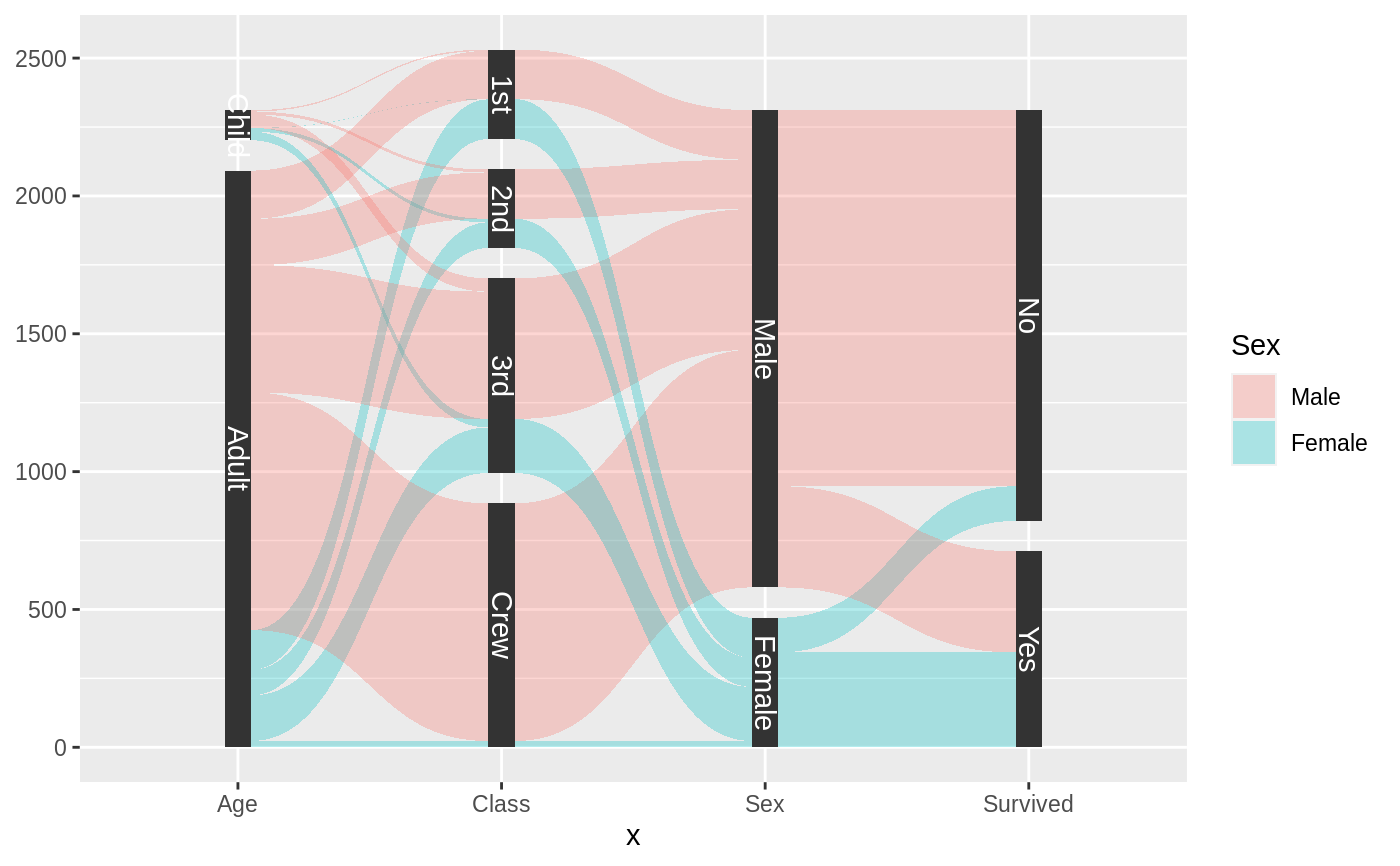 2500
2000
1500
1000
500
0
Child
Adult
1st
2nd
3rd
Crew
Male
Female
No
Yes
Age
Class
Sex
Survived
x
Sex
Male
Female